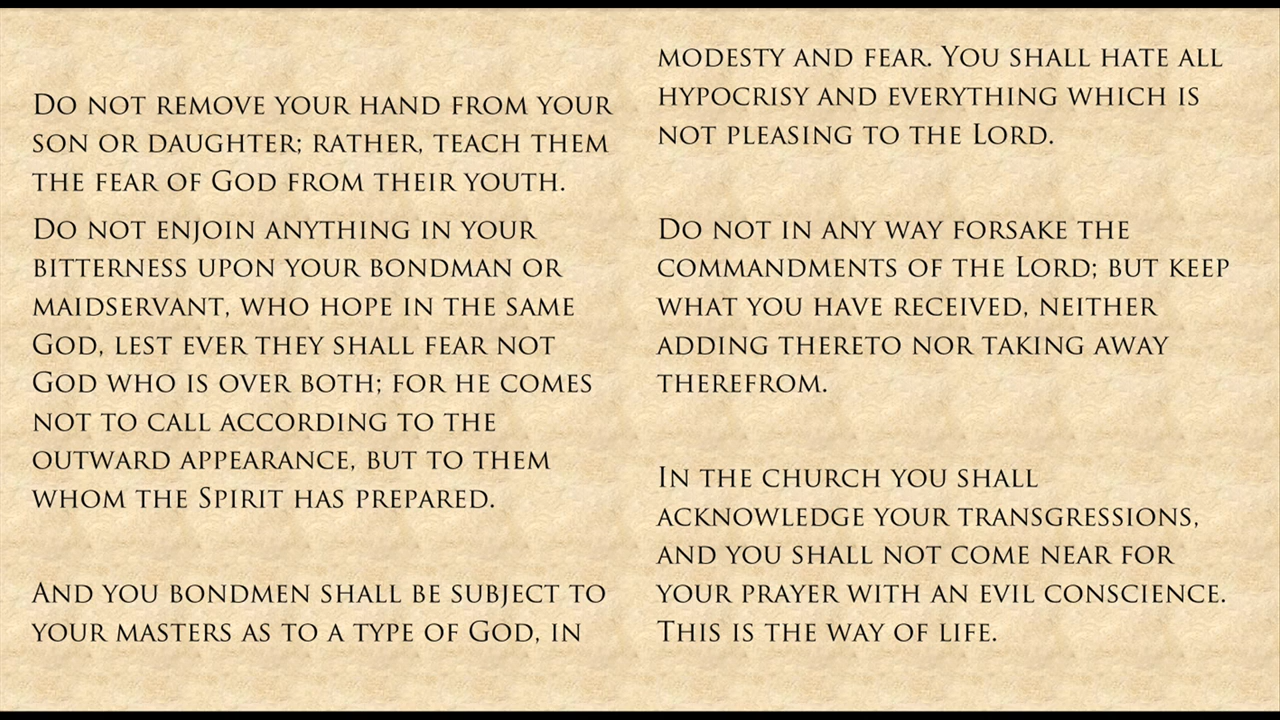 Do not remove your hand from your
son or daughter; rather, teach them
the fear of God from their youth.
Do not enjoin anything in your
bitterness upon your bondman or
maidservant, who hope in the same
God, lest ever they shall fear not
God who is over both; for he comes
not to call according to the
outward appearance, but to them
whom the Spirit has prepared.
And you bondmen shall be subject to
your masters as to a type of God, in
modesty and fear. You shall hate all
hypocrisy and everything which is
not pleasing to the Lord.
Do not in any way forsake the
commandments of the Lord; but keep
what you have received, neither
adding thereto nor taking away
therefrom.
In the church you shall
acknowledge your transgressions,
and you shall not come near for
your prayer with an evil conscience.
This is the way of life.